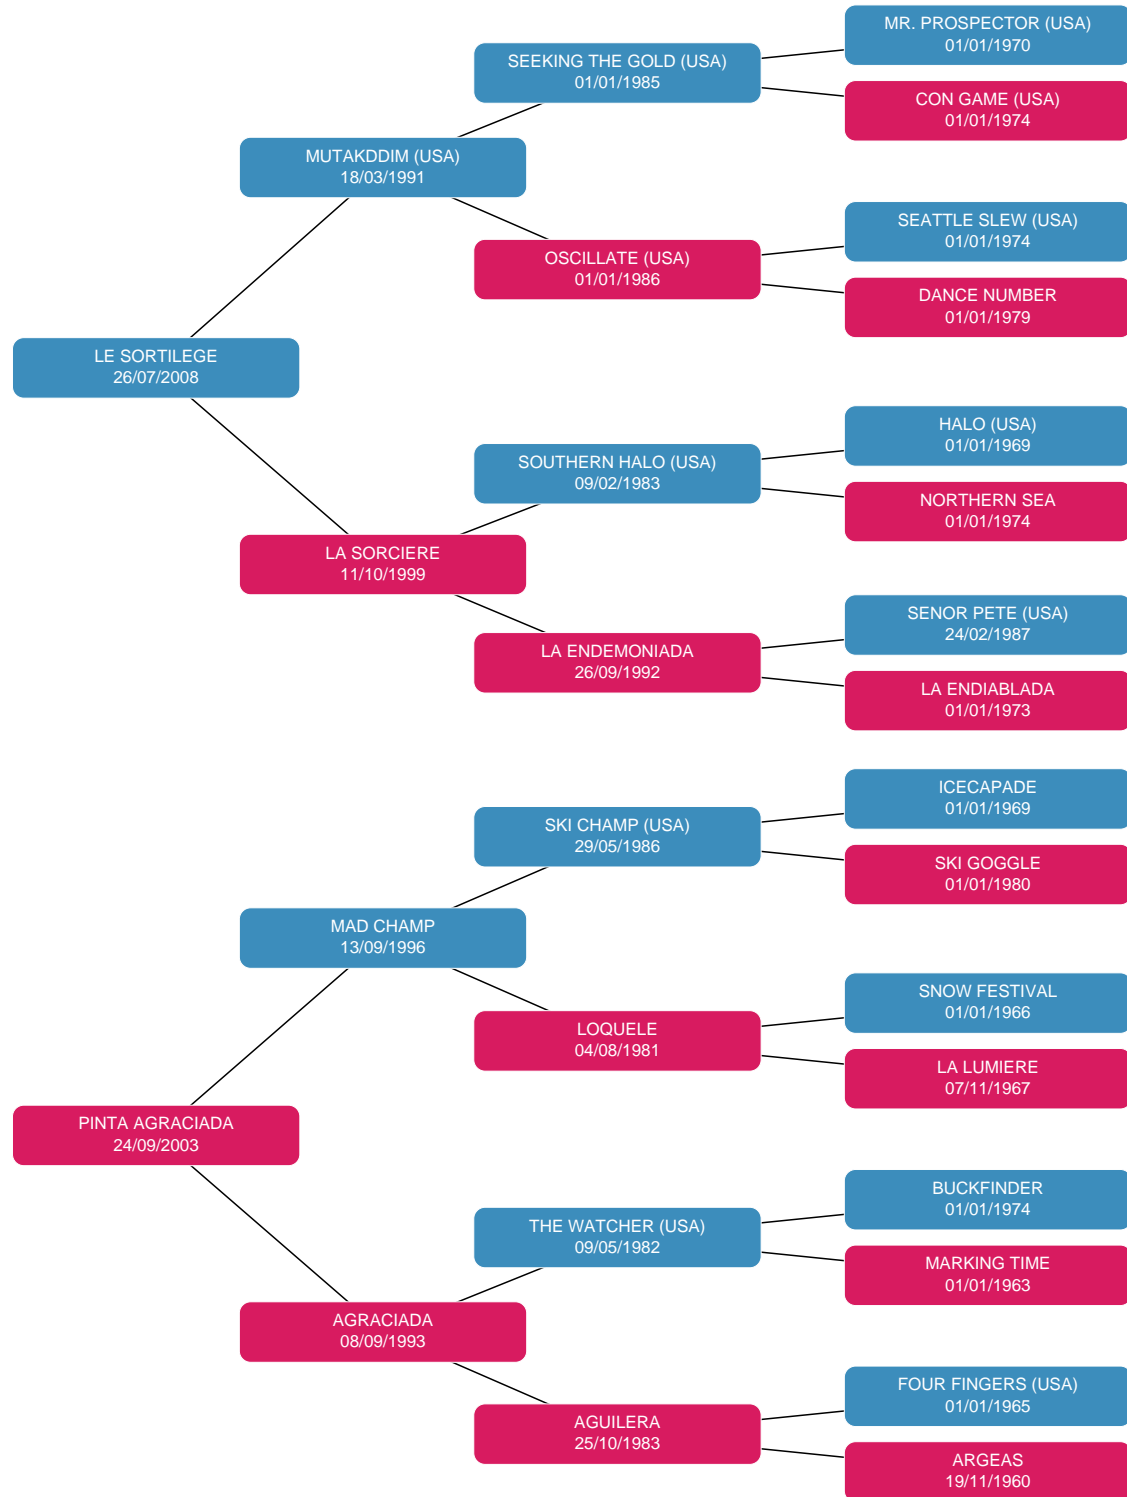 MR. PROSPECTOR (USA)
01/01/1970
SEEKING THE GOLD (USA)
01/01/1985
CON GAME (USA)
01/01/1974
MUTAKDDIM (USA)
18/03/1991
SEATTLE SLEW (USA)
01/01/1974
OSCILLATE (USA)
01/01/1986
DANCE NUMBER
01/01/1979
LE SORTILEGE
26/07/2008
HALO (USA)
01/01/1969
SOUTHERN HALO (USA)
09/02/1983
NORTHERN SEA
01/01/1974
LA SORCIERE
11/10/1999
SENOR PETE (USA)
24/02/1987
LA ENDEMONIADA
26/09/1992
LA ENDIABLADA
01/01/1973
ICECAPADE
01/01/1969
SKI CHAMP (USA)
29/05/1986
SKI GOGGLE
01/01/1980
MAD CHAMP
13/09/1996
SNOW FESTIVAL
01/01/1966
LOQUELE
04/08/1981
LA LUMIERE
07/11/1967
PINTA AGRACIADA
24/09/2003
BUCKFINDER
01/01/1974
THE WATCHER (USA)
09/05/1982
MARKING TIME
01/01/1963
AGRACIADA
08/09/1993
FOUR FINGERS (USA)
01/01/1965
AGUILERA
25/10/1983
ARGEAS
19/11/1960